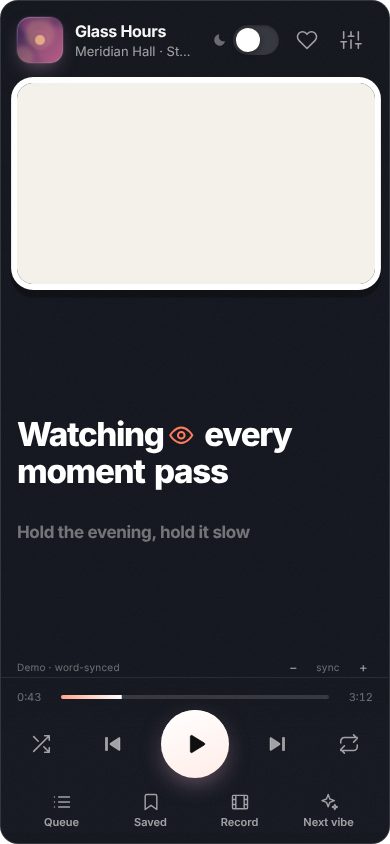 Glass Hours
Meridian Hall · St...
Watching every
moment pass
Hold the evening, hold it slow
Demo · word-synced
− sync +
0:43 3:12
Queue Saved Record Next vibe